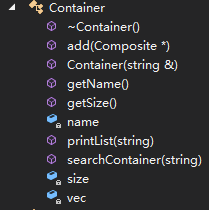 Container
~Container()
add(Composite *)
Container(string &)
getName()
getSize()
name
printList(string)
searchContainer(string)
size
vec